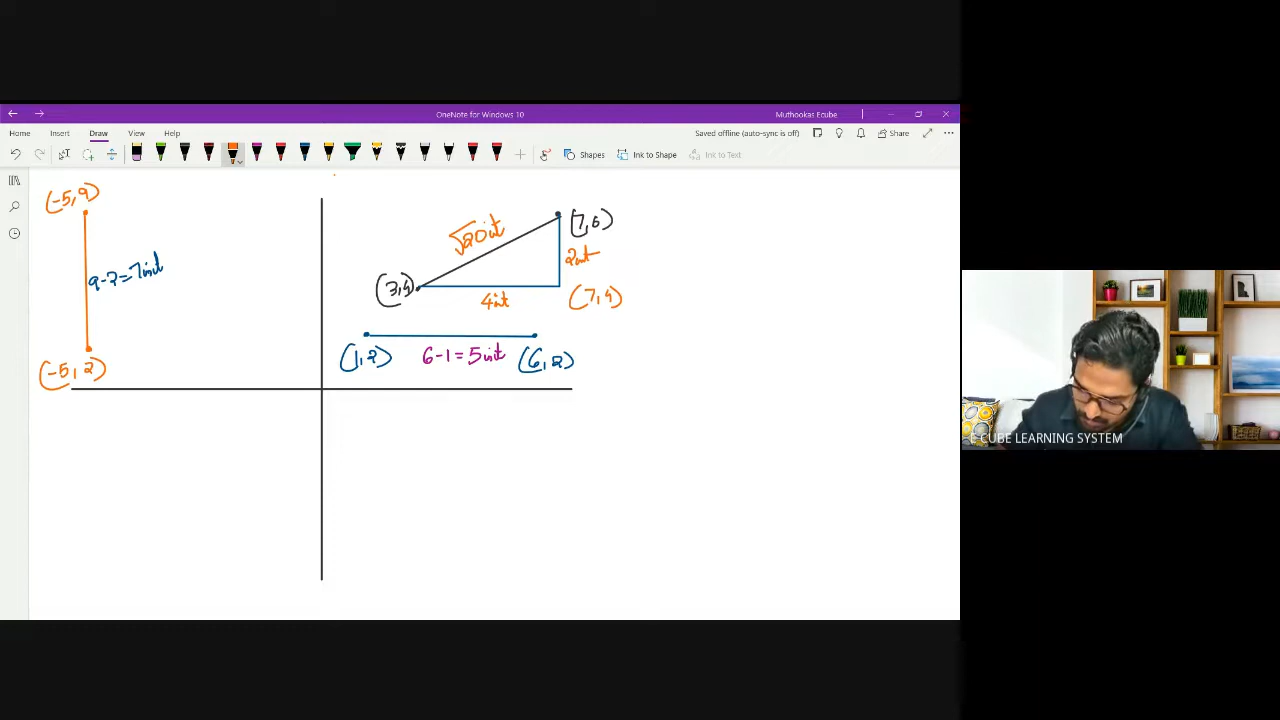 OneNote for Windows 10
Muthookas Ecube
Home Insert Draw View Help
Saved offline (auto-sync is off)
Share
Shapes
Ink to Shape
Ink to Text
(-5,9)
9-2=7unit
(-5,2)
√20unit
(7,6)
2unit
(3,4)
4unit
(7,4)
(1,2)
6-1=5unit
(6,2)
E CUBE LEARNING SYSTEM